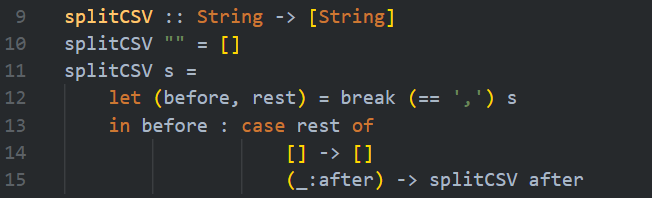 9 splitCSV :: String -> [String]
10 splitCSV "" = []
11 splitCSV s =
12     let (before, rest) = break (== ',') s
13     in before : case rest of
14                     [] -> []
15                     (_:after) -> splitCSV after